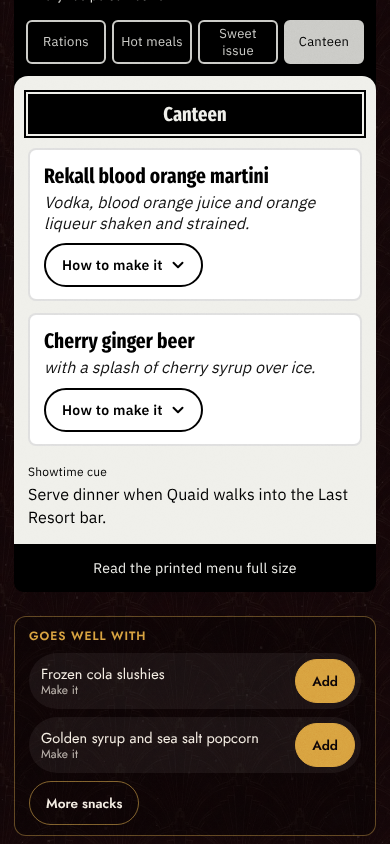 Rations
Hot meals
Sweet
issue
Canteen
Canteen
Rekall blood orange martini
Vodka, blood orange juice and orange
liqueur shaken and strained.
How to make it
Cherry ginger beer
with a splash of cherry syrup over ice.
How to make it
Showtime cue
Serve dinner when Quaid walks into the Last
Resort bar.
Read the printed menu full size
GOES WELL WITH
Frozen cola slushies
Make it
Add
Golden syrup and sea salt popcorn
Make it
Add
More snacks